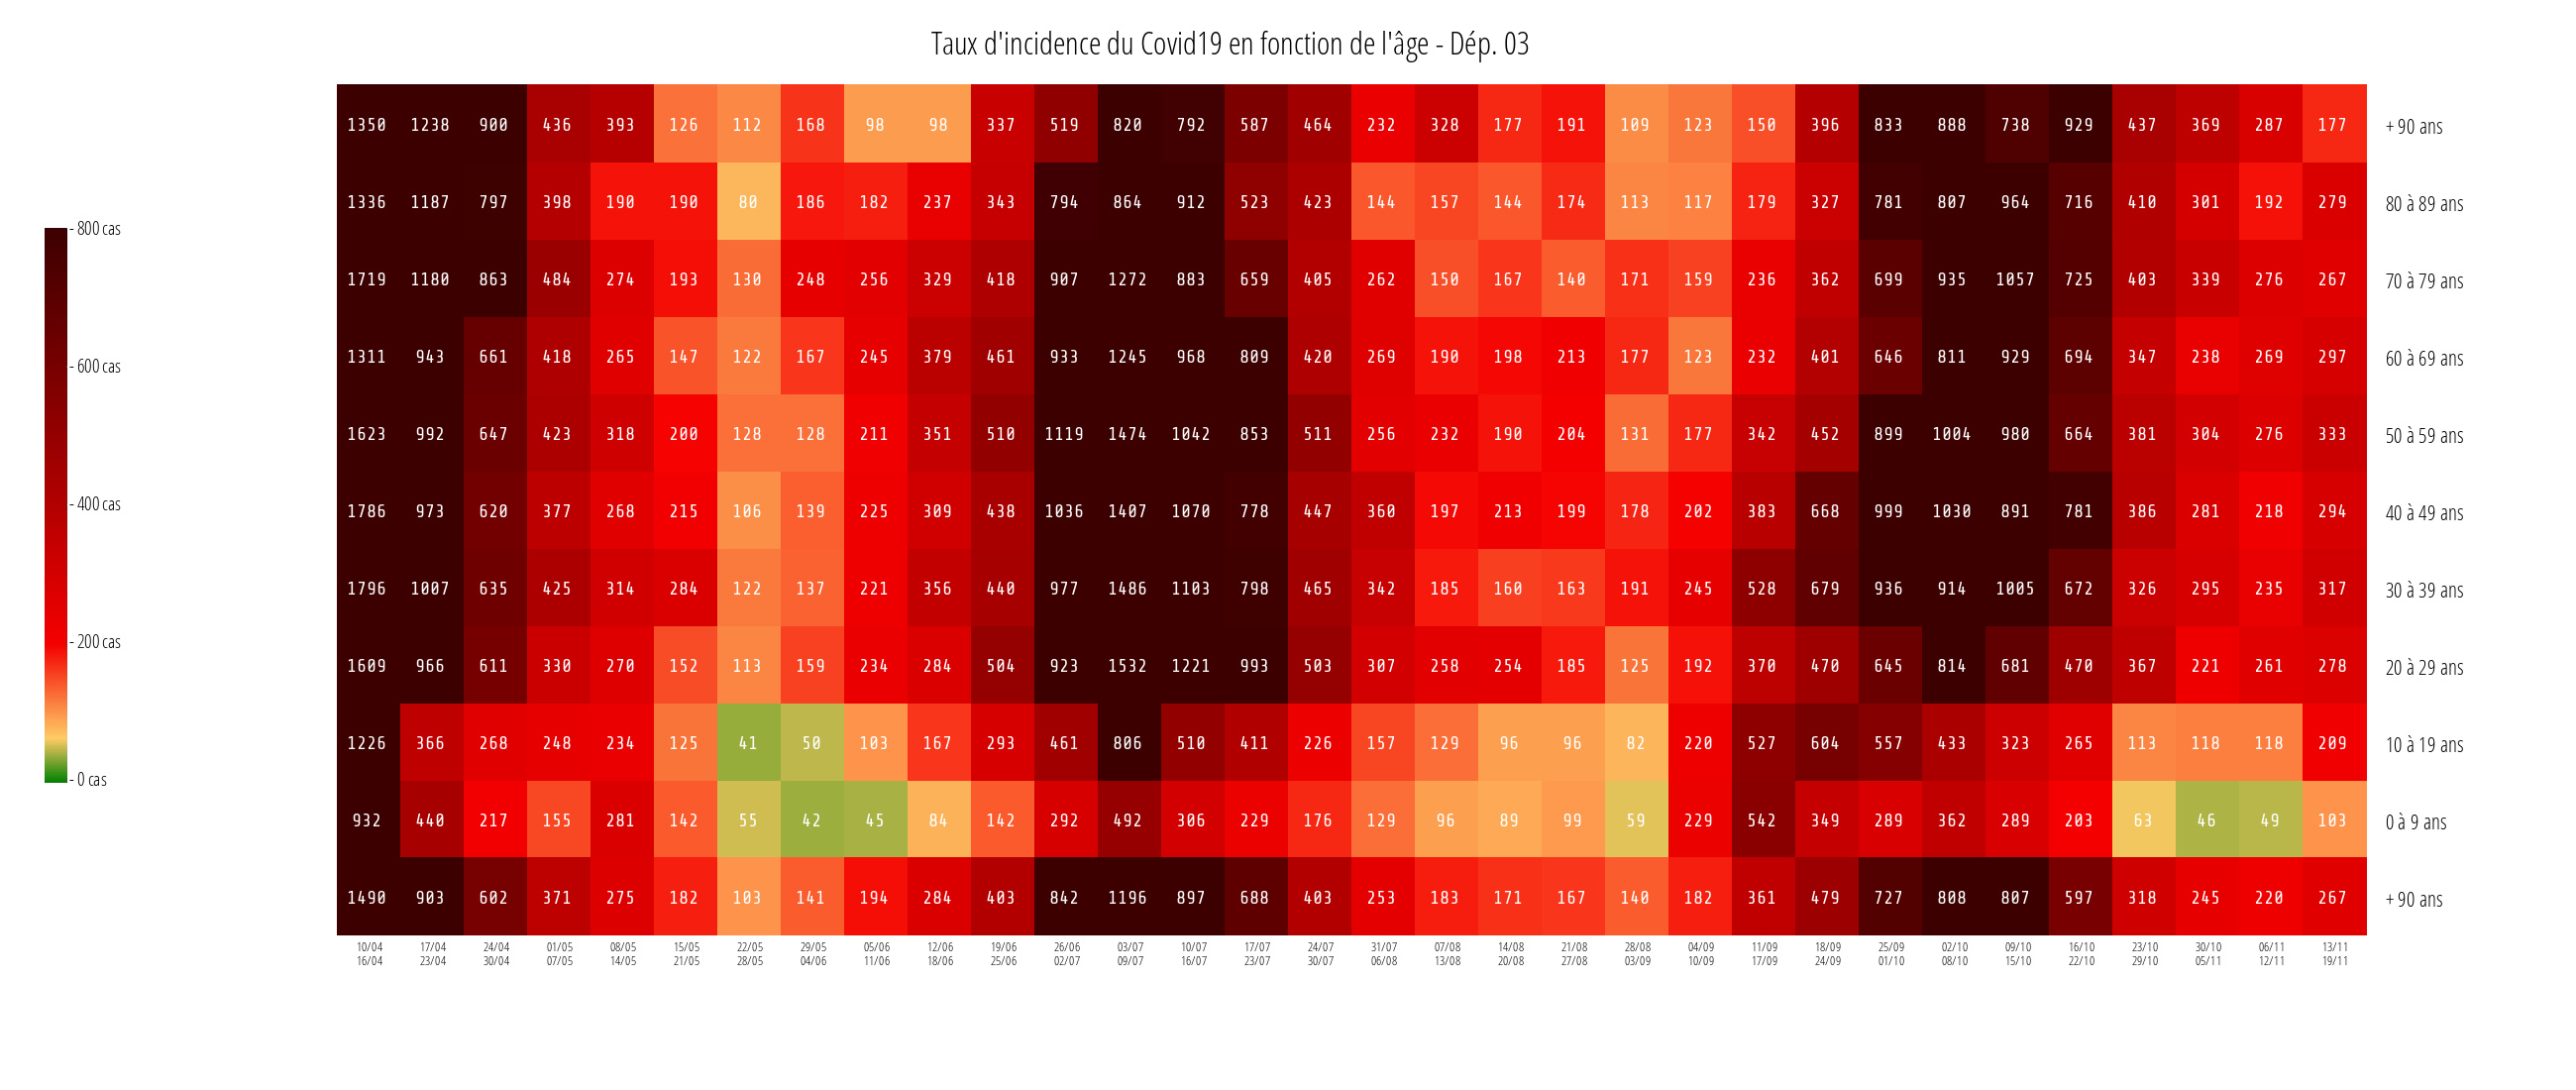 Taux d'incidence du Covid19 en fonction de l'âge - Dép. 03
1350 1238 900 436 393 126 112 168 98 98 337 519 820 792 587 464 232 328 177 191 109 123 150 396 833 888 738 929 437 369 287 177 + 90 ans
1336 1187 797 398 190 190 80 186 182 237 343 794 864 912 523 423 144 157 144 174 113 117 179 327 781 807 964 716 410 301 192 279 80 à 89 ans
1719 1180 863 484 274 193 130 248 256 329 418 907 1272 883 659 405 262 150 167 140 171 159 236 362 699 935 1057 725 403 339 276 267 70 à 79 ans
1311 943 661 418 265 147 122 167 245 379 461 933 1245 968 809 420 269 190 198 213 177 123 232 401 646 811 929 694 347 238 269 297 60 à 69 ans
1623 992 647 423 318 200 128 128 211 351 510 1119 1474 1042 853 511 256 232 190 204 131 177 342 452 899 1004 980 664 381 304 276 333 50 à 59 ans
1786 973 620 377 268 215 106 139 225 309 438 1036 1407 1070 778 447 360 197 213 199 178 202 383 668 999 1030 891 781 386 281 218 294 40 à 49 ans
1796 1007 635 425 314 284 122 137 221 356 440 977 1486 1103 798 465 342 185 160 163 191 245 528 679 936 914 1005 672 326 295 235 317 30 à 39 ans
1609 966 611 330 270 152 113 159 234 284 504 923 1532 1221 993 503 307 258 254 185 125 192 370 470 645 814 681 470 367 221 261 278 20 à 29 ans
1226 366 268 248 234 125 41 50 103 167 293 461 806 510 411 226 157 129 96 96 82 220 527 604 557 433 323 265 113 118 118 209 10 à 19 ans
932 440 217 155 281 142 55 42 45 84 142 292 492 306 229 176 129 96 89 99 59 229 542 349 289 362 289 203 63 46 49 103 0 à 9 ans
1490 903 602 371 275 182 103 141 194 284 403 842 1196 897 688 403 253 183 171 167 140 182 361 479 727 808 807 597 318 245 220 267 + 90 ans
10/04 17/04 24/04 01/05 08/05 15/05 22/05 29/05 05/06 12/06 19/06 26/06 03/07 10/07 17/07 24/07 31/07 07/08 14/08 21/08 28/08 04/09 11/09 18/09 25/09 02/10 09/10 16/10 23/10 30/10 06/11 13/11
16/04 23/04 30/04 07/05 14/05 21/05 28/05 04/06 11/06 18/06 25/06 02/07 09/07 16/07 23/07 30/07 06/08 13/08 20/08 27/08 03/09 10/09 17/09 24/09 01/10 08/10 15/10 22/10 29/10 05/11 12/11 19/11
- 800 cas
- 600 cas
- 400 cas
- 200 cas
- 0 cas